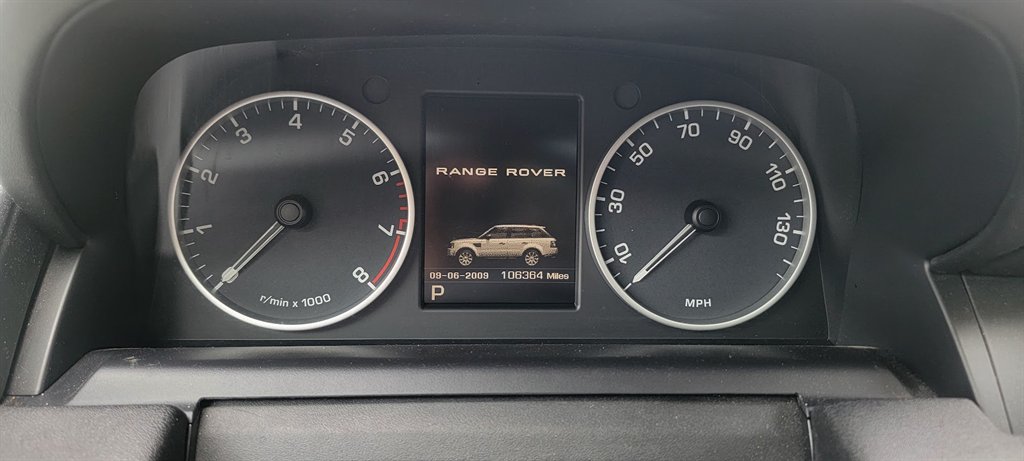 1 2 3 4 5 6 7 8
r/min x 1000
RANGE ROVER
09-06-2009 106364 Miles
P
10 30 50 70 90 110 130
MPH